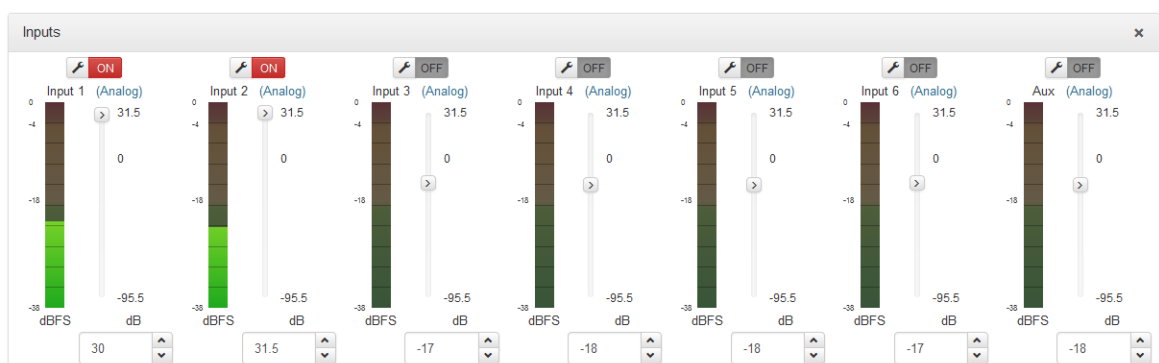 Inputs ×
ON ON OFF OFF OFF OFF OFF
Input 1 (Analog) Input 2 (Analog) Input 3 (Analog) Input 4 (Analog) Input 5 (Analog) Input 6 (Analog) Aux (Analog)
0 31.5 0 31.5 0 31.5 0 31.5 0 31.5 0 31.5 0 31.5
-4 -4 -4 -4 -4 -4 -4
0 0 0 0 0 0 0
-18 -18 -18 -18 -18 -18 -18
-95.5 -95.5 -95.5 -95.5 -95.5 -95.5 -95.5
-38 -38 -38 -38 -38 -38 -38
dBFS dB dBFS dB dBFS dB dBFS dB dBFS dB dBFS dB dBFS dB
30 31.5 -17 -18 -18 -17 -18